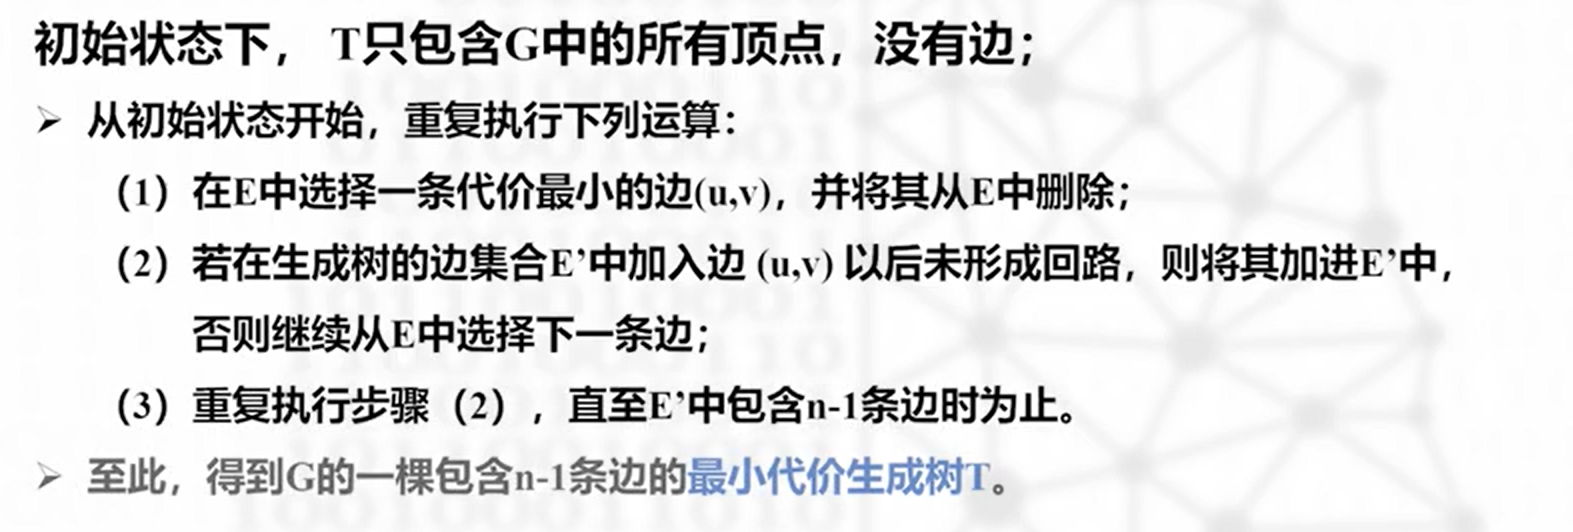 初始状态下， T只包含G中的所有顶点，没有边；
➢ 从初始状态开始，重复执行下列运算：
（1）在E中选择一条代价最小的边(u,v)，并将其从E中删除；
（2）若在生成树的边集合E’中加入边 (u,v) 以后未形成回路，则将其加进E’中，
否则继续从E中选择下一条边；
（3）重复执行步骤（2），直至E’中包含n-1条边时为止。
➢ 至此，得到G的一棵包含n-1条边的最小代价生成树T。